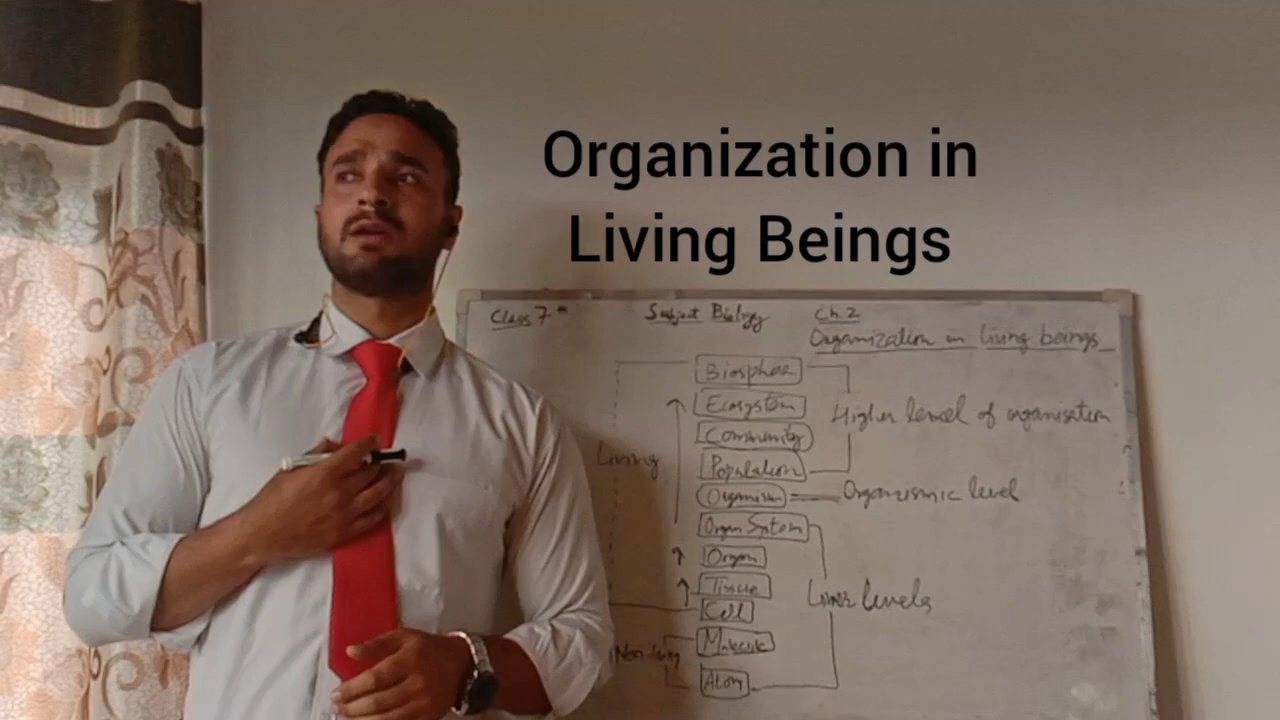 Organization in
Living Beings
Class 7th
Subject Biology
Ch. 2
Organization in living beings
Biosphere
Ecosystem
Higher level of organisation
Community
Living
Population
Organism
Organismic level
Organ System
Organ
Tissue
Lower levels
Cell
Molecule
Non-living
Atom